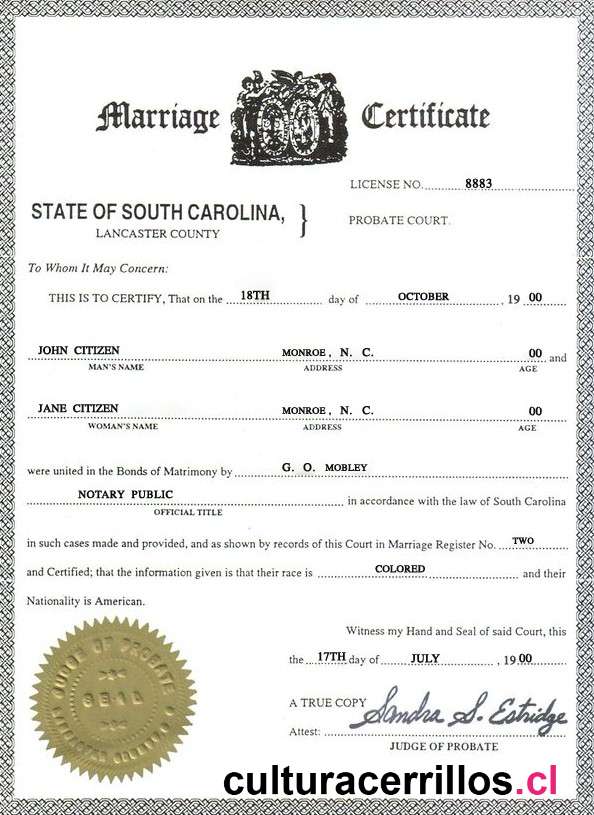 Marriage Certificate
LICENSE NO. 8883
STATE OF SOUTH CAROLINA, } PROBATE COURT.
LANCASTER COUNTY
To Whom It May Concern:
THIS IS TO CERTIFY, That on the 18TH day of OCTOBER, 19 00
JOHN CITIZEN MONROE, N. C. 00 and
MAN'S NAME ADDRESS AGE
JANE CITIZEN MONROE, N. C. 00
WOMAN'S NAME ADDRESS AGE
were united in the Bonds of Matrimony by G. O. MOBLEY
NOTARY PUBLIC in accordance with the law of South Carolina
OFFICIAL TITLE
in such cases made and provided, and as shown by records of this Court in Marriage Register No. TWO
and Certified; that the information given is that their race is COLORED and their
Nationality is American.
Witness my Hand and Seal of said Court, this
the 17TH day of JULY, 19 00
A TRUE COPY Sandra S. Estridge
Attest:
JUDGE OF PROBATE
JUDGE OF PROBATE
SEAL
culturacerrillos.cl